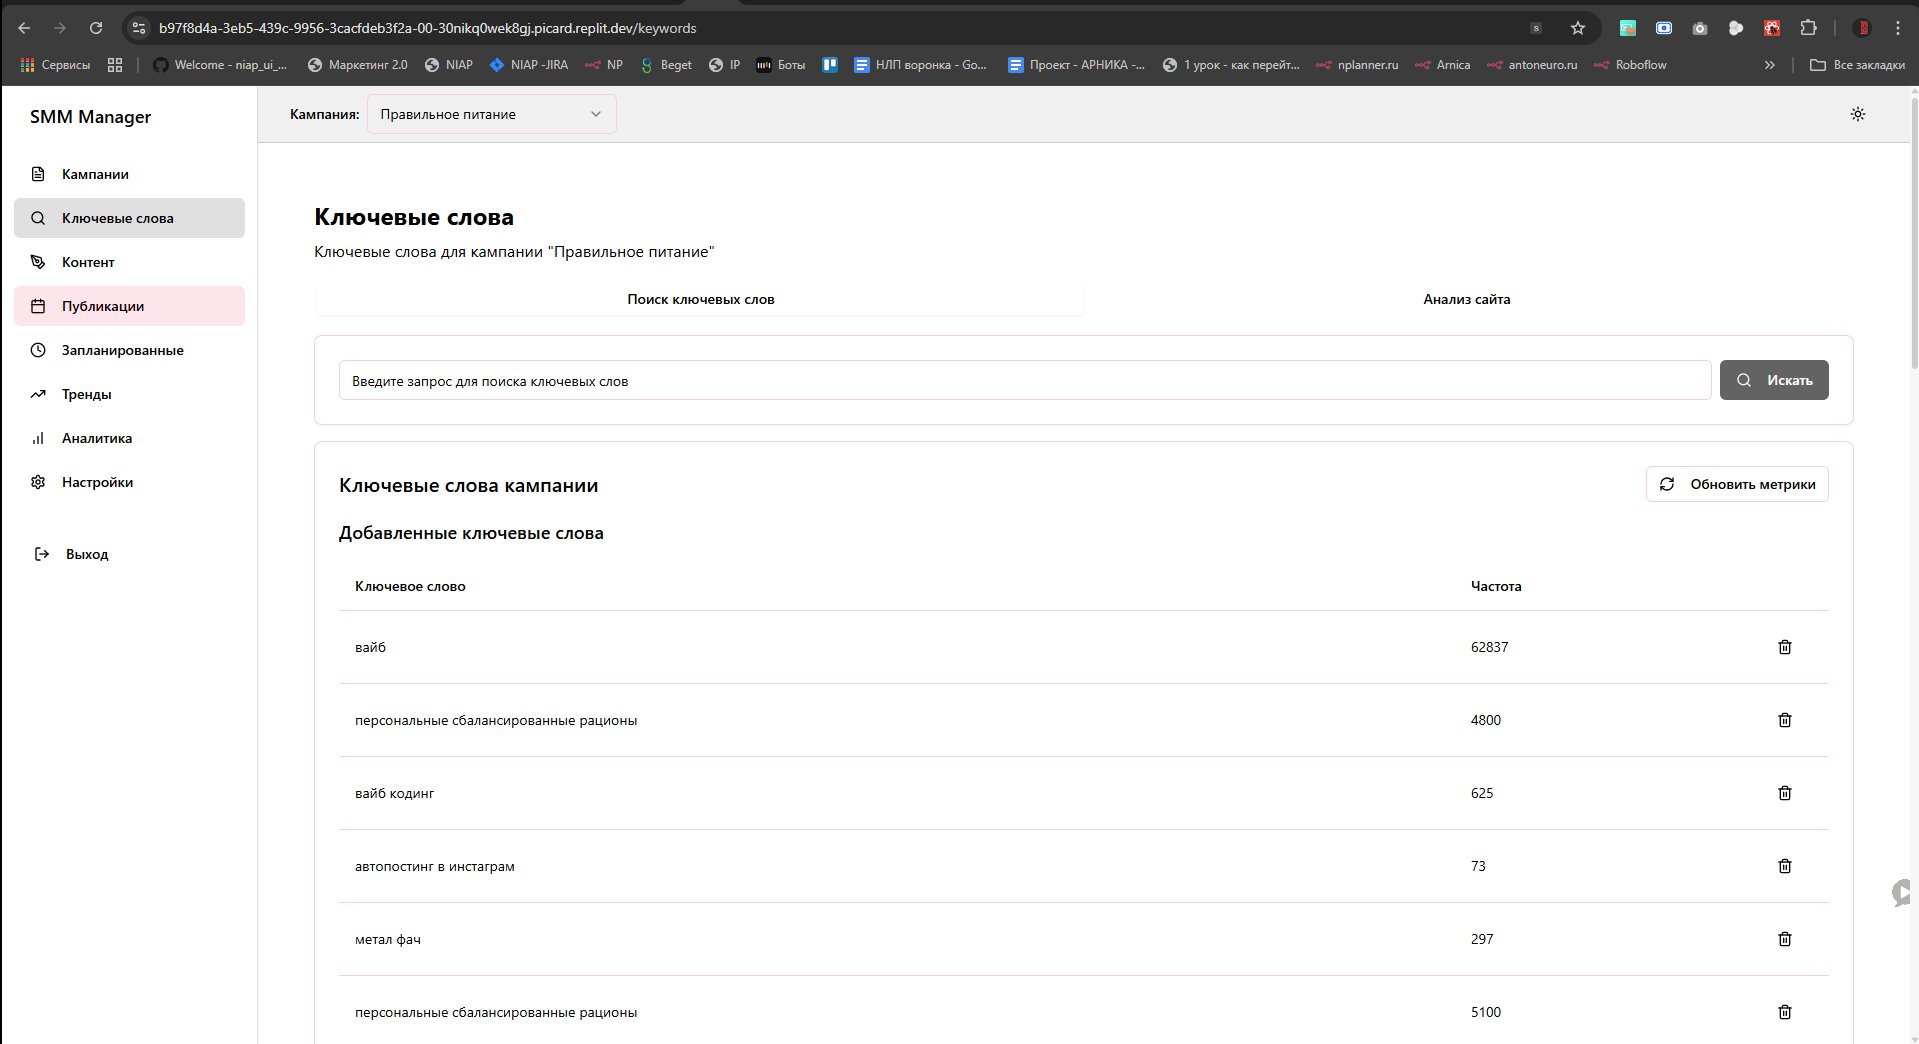 b97f8d4a-3eb5-439c-9956-3cacfdeb3f2a-00-30nikq0wek8gj.picard.replit.dev/keywords
Сервисы Welcome - niap_ui_... Маркетинг 2.0 NIAP NIAP -JIRA NP Beget IP Боты НЛП воронка - Go... Проект - АРНИКА -... 1 урок - как перейт... nplanner.ru Arnica antoneuro.ru Roboflow Все закладки
SMM Manager
Кампания: Правильное питание
Кампании
Ключевые слова
Контент
Публикации
Запланированные
Тренды
Аналитика
Настройки
Выход
Ключевые слова
Ключевые слова для кампании "Правильное питание"
Поиск ключевых слов Анализ сайта
Введите запрос для поиска ключевых слов Искать
Ключевые слова кампании Обновить метрики
Добавленные ключевые слова
Ключевое слово Частота
вайб 62837
персональные сбалансированные рационы 4800
вайб кодинг 625
автопостинг в инстаграм 73
метал фач 297
персональные сбалансированные рационы 5100